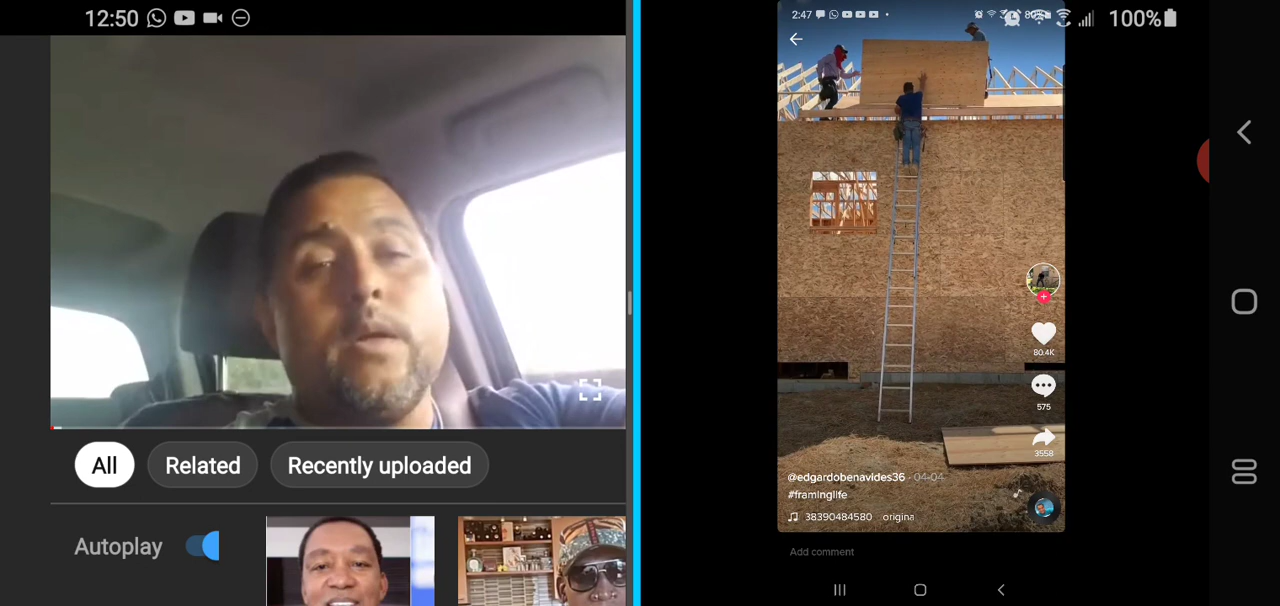 12:50
All
Related
Recently uploaded
Autoplay
2:47
100%
80.4K
575
3558
@edgardobenavides36 · 04-04
#framinglife
38390484580 origina
Add comment